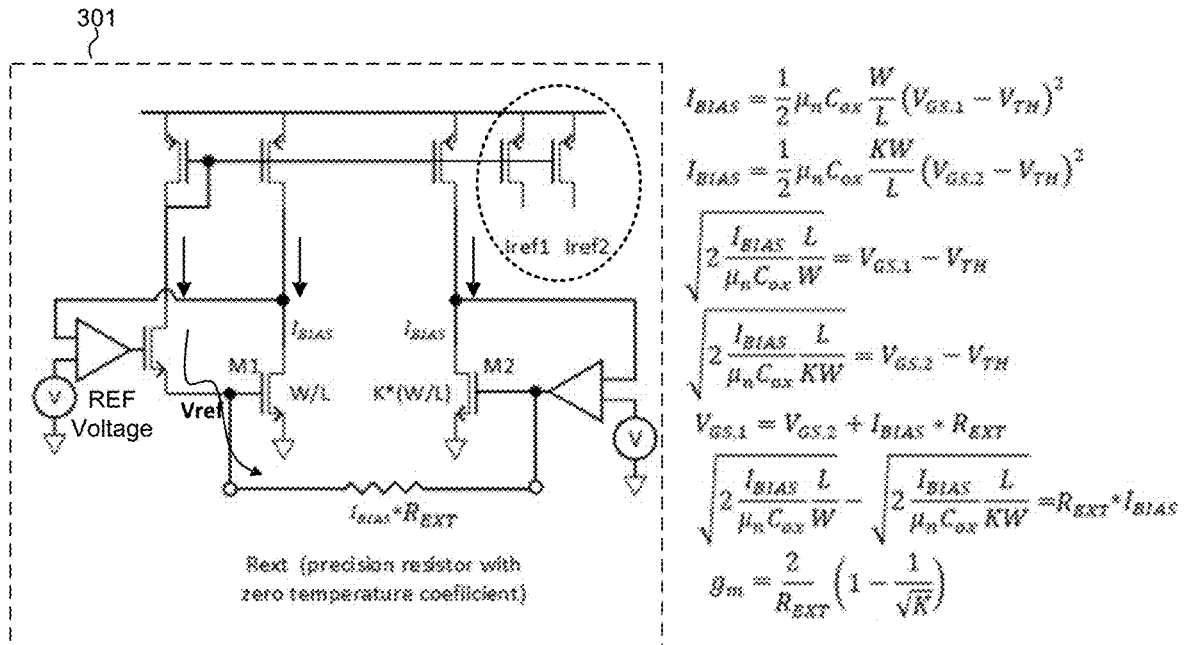 301
iref1 iref2
I_BIAS I_BIAS
M1 M2
W/L K*(W/L)
V REF Voltage
Vref
V
I_BIAS*R_EXT
Rext (precision resistor with
zero temperature coefficient)
I_BIAS = 1/2 μ_n C_ox W/L (V_GS,1 − V_TH)²
I_BIAS = 1/2 μ_n C_ox KW/L (V_GS,2 − V_TH)²
√(2 I_BIAS/(μ_n C_ox) L/W) = V_GS,1 − V_TH
√(2 I_BIAS/(μ_n C_ox) L/KW) = V_GS,2 − V_TH
V_GS,1 = V_GS,2 + I_BIAS * R_EXT
√(2 I_BIAS/(μ_n C_ox) L/W) − √(2 I_BIAS/(μ_n C_ox) L/KW) = R_EXT * I_BIAS
g_m = 2/R_EXT (1 − 1/√K)